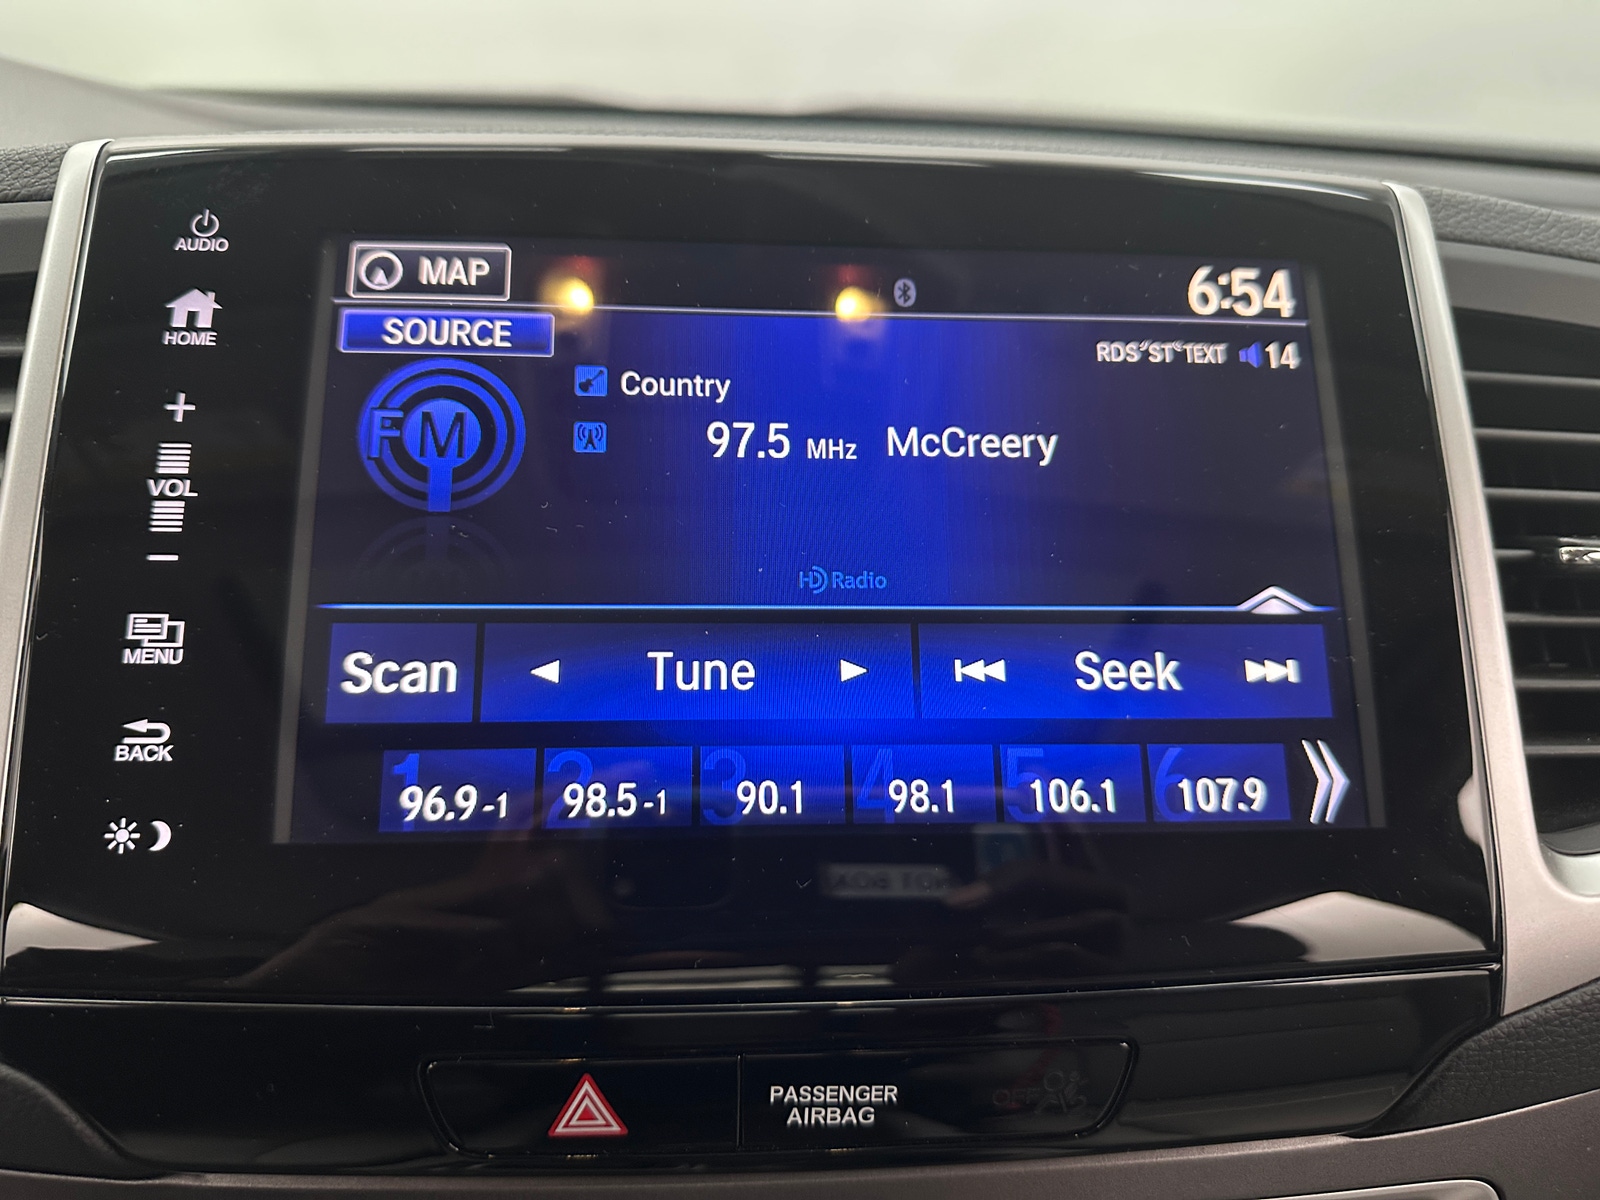 AUDIO
MAP
6:54
HOME
SOURCE
RDS ST TEXT 14
FM
Country
97.5 MHz McCreery
VOL
HD Radio
MENU
Scan
Tune
Seek
BACK
1 96.9-1
2 98.5-1
3 90.1
4 98.1
5 106.1
6 107.9
PASSENGER
AIRBAG
OFF